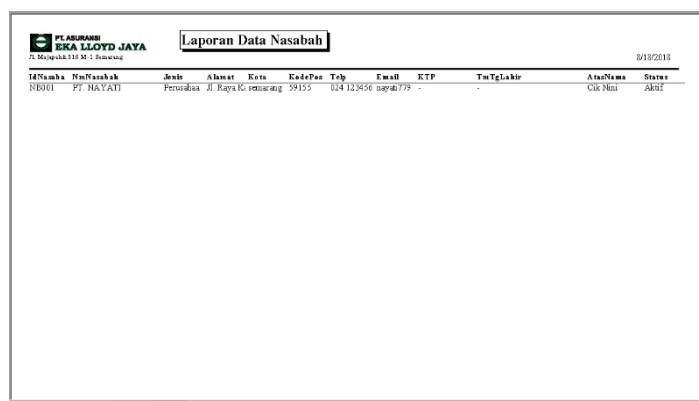 PT. ASURANSI
EKA LLOYD JAYA
Jl. Majapahit 316 M-1 Semarang
Laporan Data Nasabah
8/18/2018
IdNasaba NmNasabah Jenis Alamat Kota KodePos Telp Email KTP TmTgLahir AtasNama Status
NB001 PT. NAYATI Perusahaa Jl. Raya K semarang 59155 024 123456 nayati779 - - Cik Nini Aktif